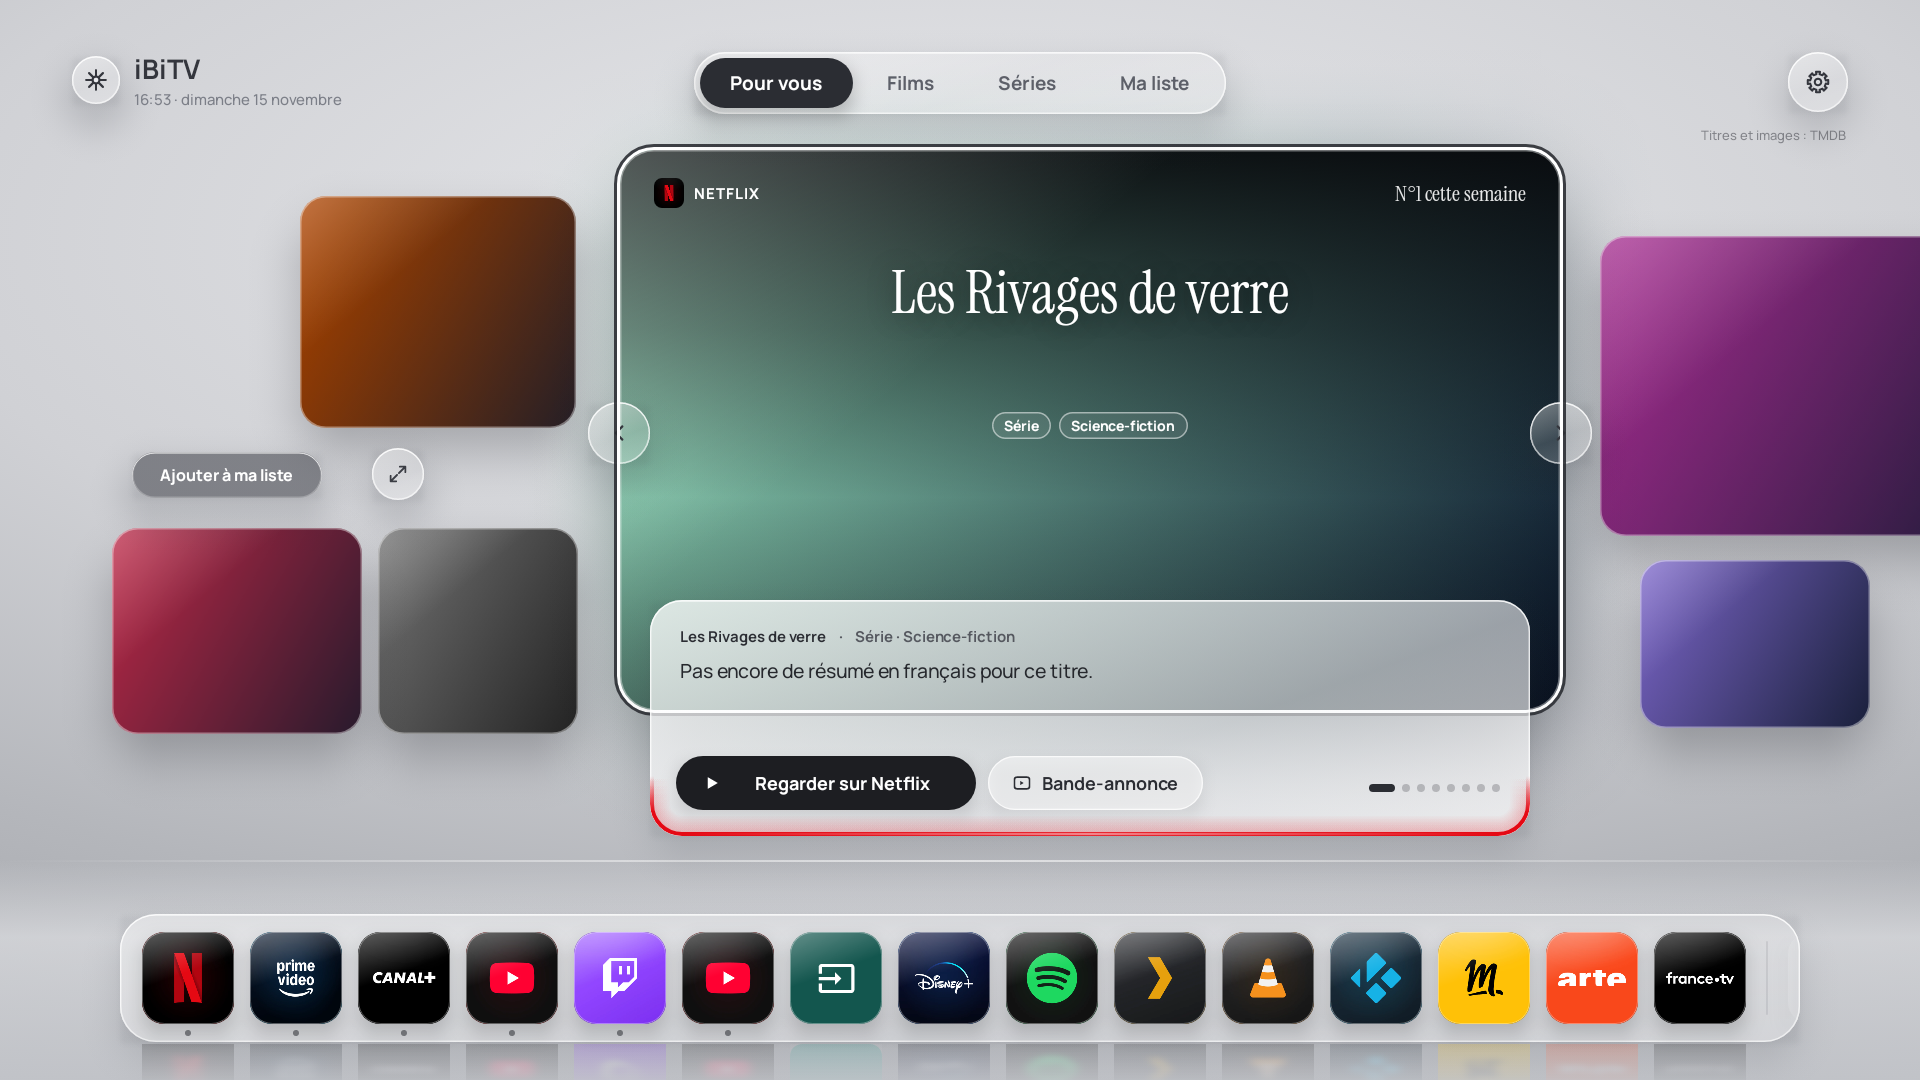 iBiTV
16:53 · dimanche 15 novembre
Pour vous
Films
Séries
Ma liste
Titres et images : TMDB
NETFLIX
N°1 cette semaine
Les Rivages de verre
Série
Science-fiction
Ajouter à ma liste
Les Rivages de verre · Série · Science-fiction
Pas encore de résumé en français pour ce titre.
Regarder sur Netflix
Bande-annonce
N
prime video
CANAL+
Disney+
M.
arte
france•tv